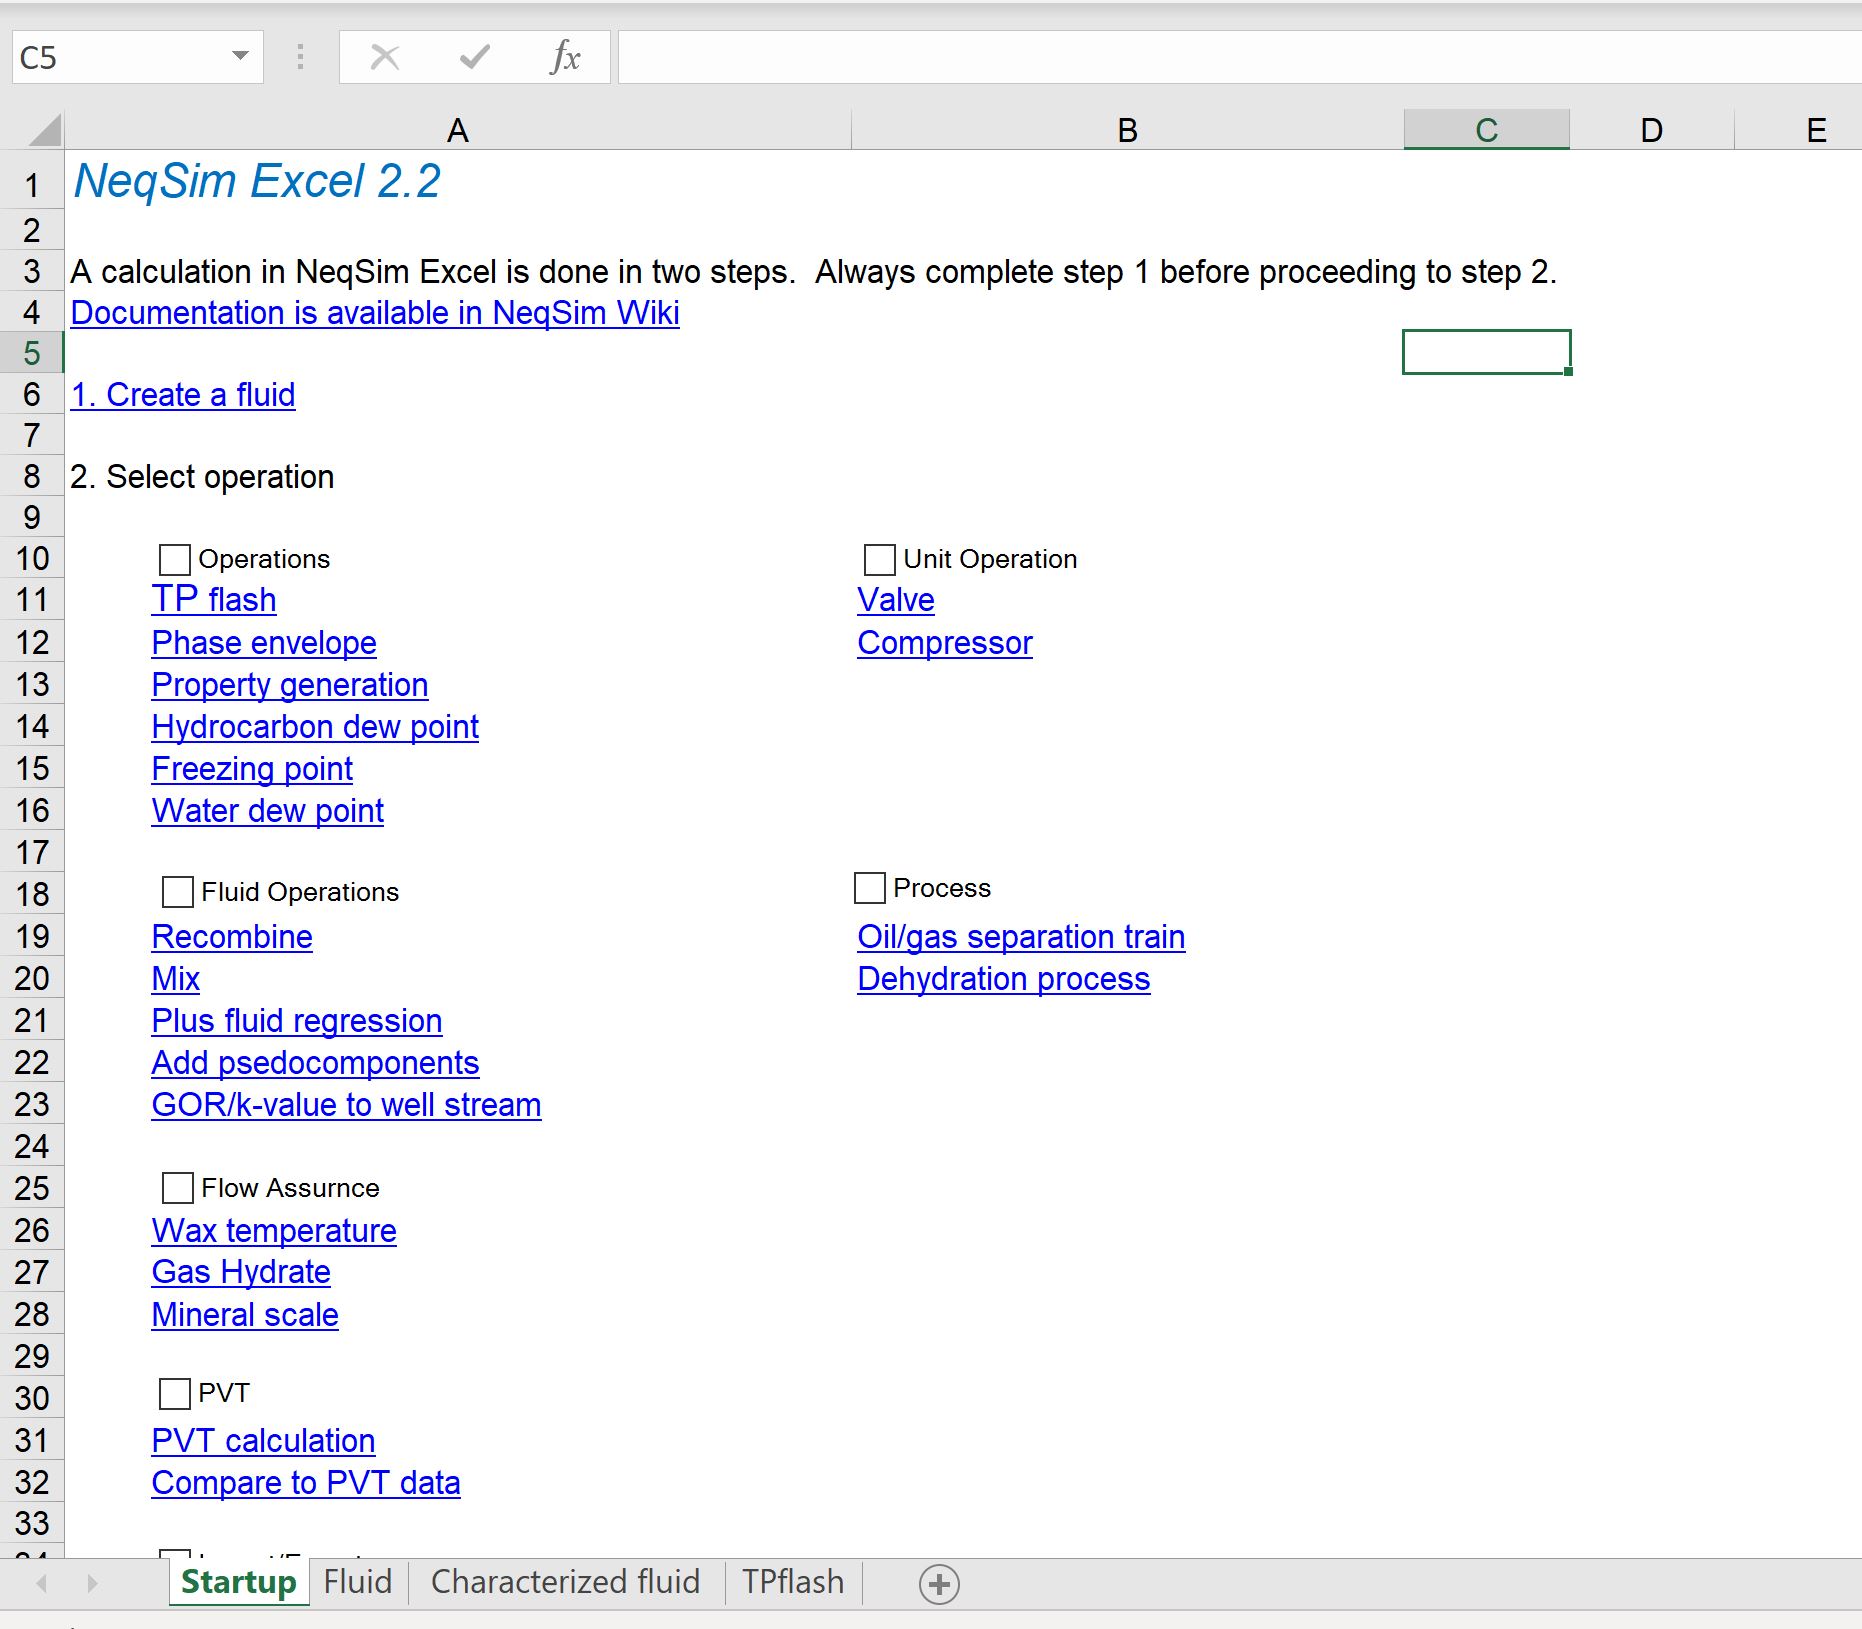 C5
fx
A B C D E
1 NeqSim Excel 2.2
2
3 A calculation in NeqSim Excel is done in two steps.  Always complete step 1 before proceeding to step 2.
4 Documentation is available in NeqSim Wiki
5
6 1. Create a fluid
7
8 2. Select operation
9
10 Operations Unit Operation
11 TP flash Valve
12 Phase envelope Compressor
13 Property generation
14 Hydrocarbon dew point
15 Freezing point
16 Water dew point
17
18 Fluid Operations Process
19 Recombine Oil/gas separation train
20 Mix Dehydration process
21 Plus fluid regression
22 Add psedocomponents
23 GOR/k-value to well stream
24
25 Flow Assurnce
26 Wax temperature
27 Gas Hydrate
28 Mineral scale
29
30 PVT
31 PVT calculation
32 Compare to PVT data
33
Startup Fluid Characterized fluid TPflash